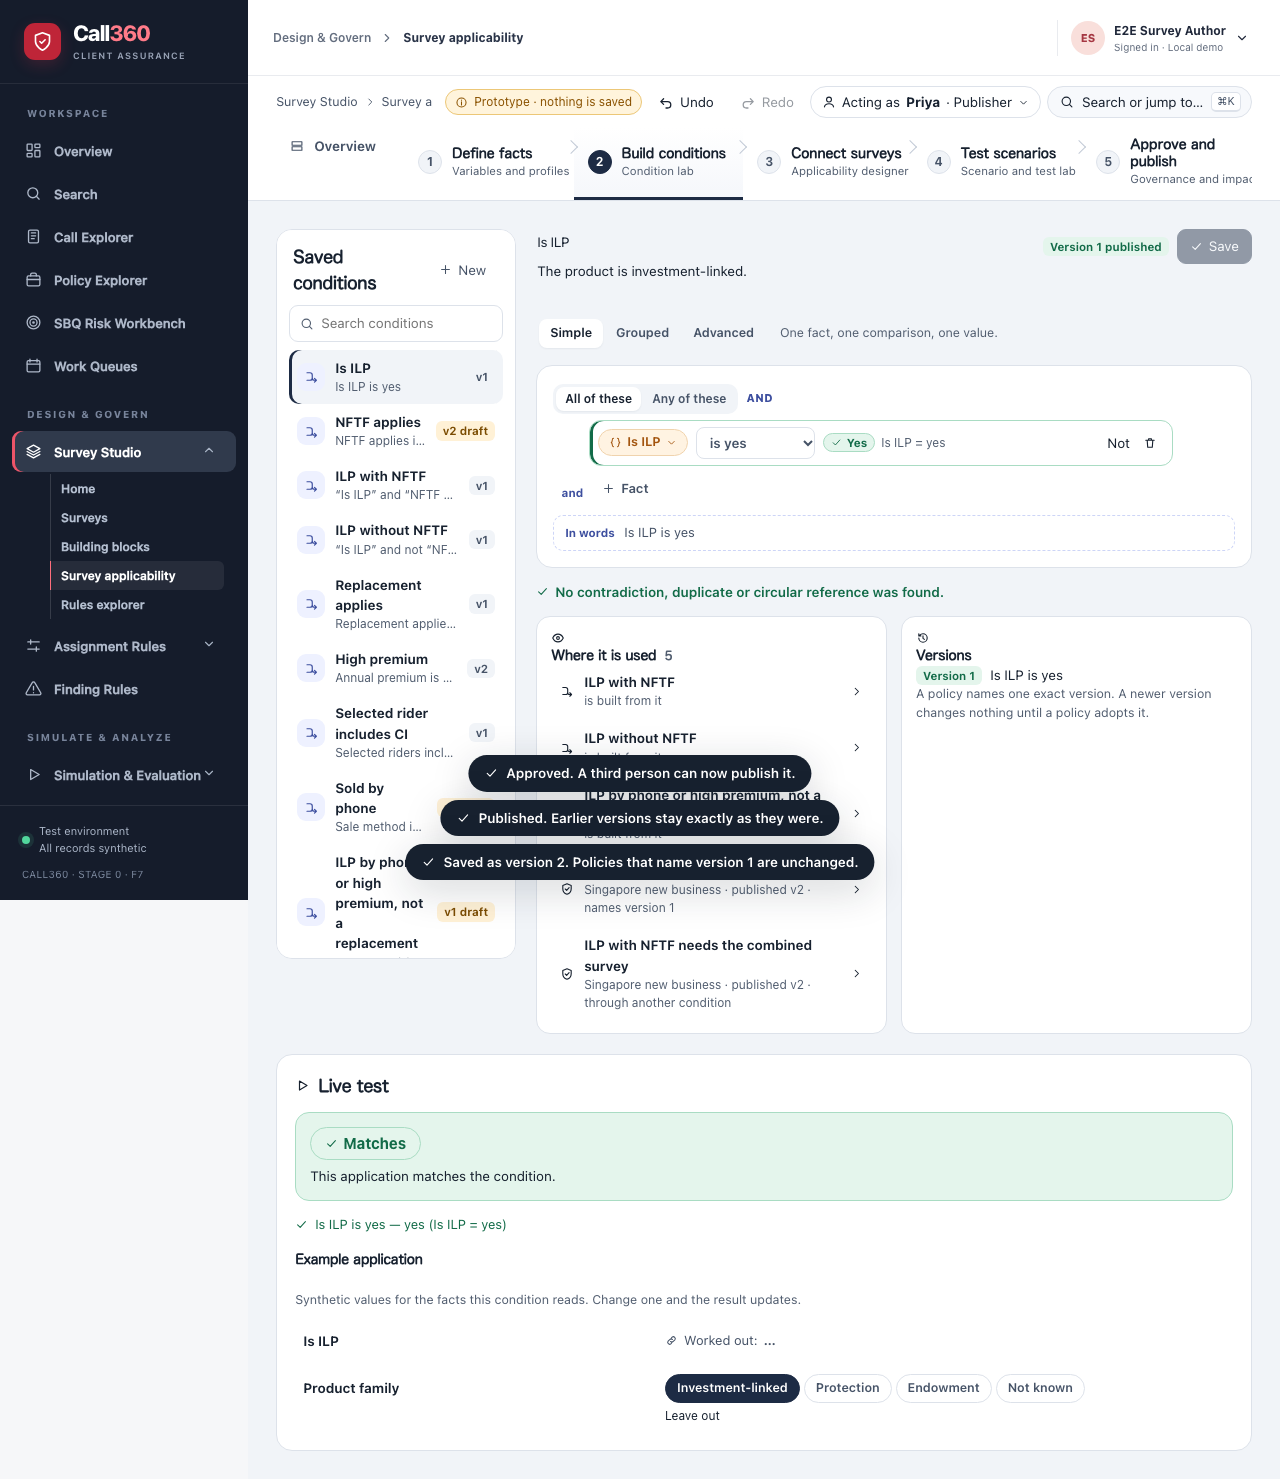 Call360
CLIENT ASSURANCE
WORKSPACE
Overview
Search
Call Explorer
Policy Explorer
SBQ Risk Workbench
Work Queues
DESIGN & GOVERN
Survey Studio
Home
Surveys
Building blocks
Survey applicability
Rules explorer
Assignment Rules
Finding Rules
SIMULATE & ANALYZE
Simulation & Evaluation
Test environment
All records synthetic
CALL360 · STAGE 0 · F7
Design & Govern
Survey applicability
ES
E2E Survey Author
Signed in · Local demo
Survey Studio
Survey a
Prototype · nothing is saved
Undo
Redo
Acting as Priya · Publisher
Search or jump to...
⌘K
Overview
1
Define facts
Variables and profiles
2
Build conditions
Condition lab
3
Connect surveys
Applicability designer
4
Test scenarios
Scenario and test lab
5
Approve and
publish
Governance and impac
Saved
conditions
New
Search conditions
Is ILP
Is ILP is yes
v1
NFTF applies
NFTF applies i...
v2 draft
ILP with NFTF
“Is ILP” and “NFTF ...
v1
ILP without NFTF
“Is ILP” and not “NF...
v1
Replacement
applies
Replacement applie...
v1
High premium
Annual premium is ...
v2
Selected rider
includes CI
Selected riders incl...
v1
Sold by
phone
Sale method i...
ILP by pho
or high
premium, not
a
replacement
v1 draft
Is ILP
Version 1 published
Save
The product is investment-linked.
Simple
Grouped
Advanced
One fact, one comparison, one value.
All of these
Any of these
AND
Is ILP
is yes
Yes
Is ILP = yes
Not
and
Fact
In words
Is ILP is yes
No contradiction, duplicate or circular reference was found.
Where it is used 5
ILP with NFTF
is built from it
ILP without NFTF
ILP by phone or high premium, not a
Singapore new business · published v2 ·
names version 1
ILP with NFTF needs the combined
survey
Singapore new business · published v2 ·
through another condition
Versions
Version 1
Is ILP is yes
A policy names one exact version. A newer version
changes nothing until a policy adopts it.
Approved. A third person can now publish it.
Published. Earlier versions stay exactly as they were.
Saved as version 2. Policies that name version 1 are unchanged.
Live test
Matches
This application matches the condition.
Is ILP is yes — yes (Is ILP = yes)
Example application
Synthetic values for the facts this condition reads. Change one and the result updates.
Is ILP
Worked out: ...
Product family
Investment-linked
Protection
Endowment
Not known
Leave out